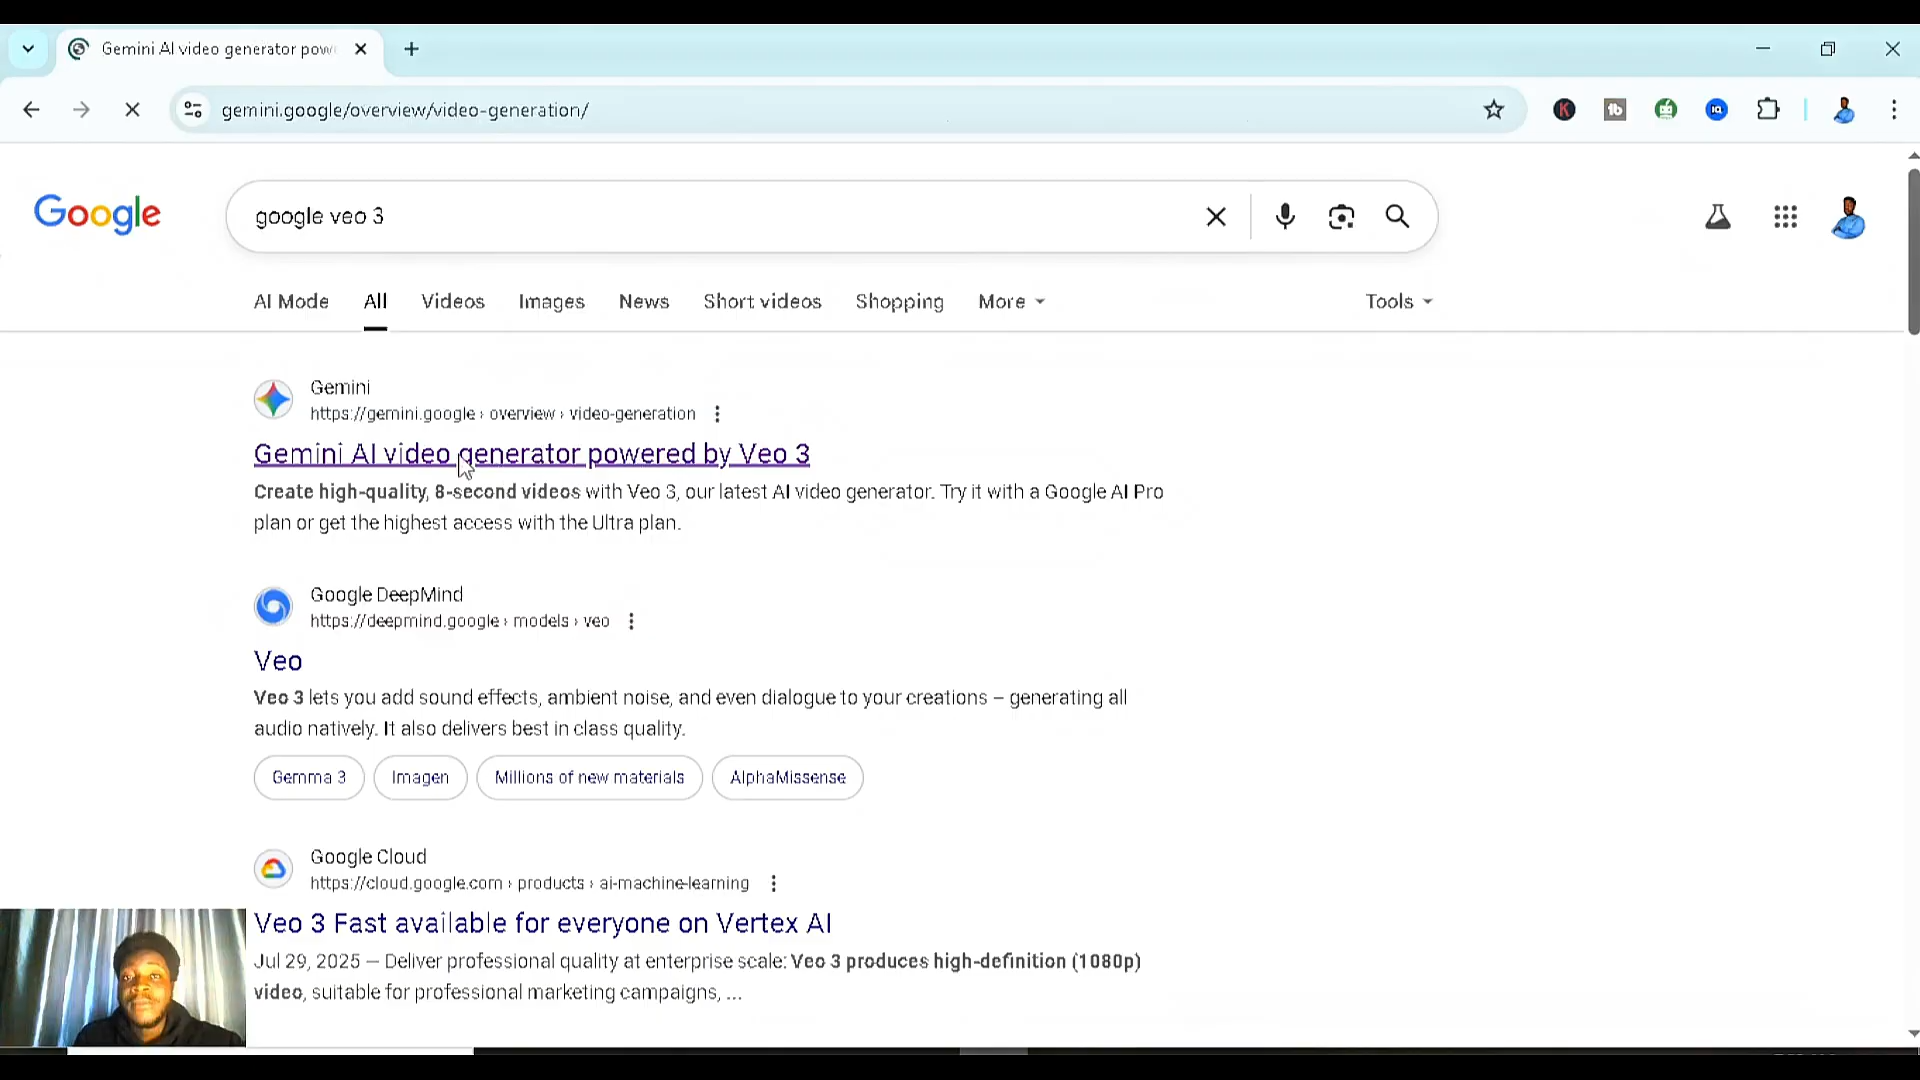 Gemini AI video generator pow
gemini.google/overview/video-generation/
Google
google veo 3
AI Mode
All
Videos
Images
News
Short videos
Shopping
More
Tools
Gemini
https://gemini.google › overview › video-generation
Gemini AI video generator powered by Veo 3
Create high-quality, 8-second videos with Veo 3, our latest AI video generator. Try it with a Google AI Pro
plan or get the highest access with the Ultra plan.
Google DeepMind
https://deepmind.google › models › veo
Veo
Veo 3 lets you add sound effects, ambient noise, and even dialogue to your creations – generating all
audio natively. It also delivers best in class quality.
Gemma 3
Imagen
Millions of new materials
AlphaMissense
Google Cloud
https://cloud.google.com › products › ai-machine-learning
Veo 3 Fast available for everyone on Vertex AI
Jul 29, 2025 — Deliver professional quality at enterprise scale: Veo 3 produces high-definition (1080p)
video, suitable for professional marketing campaigns, ...